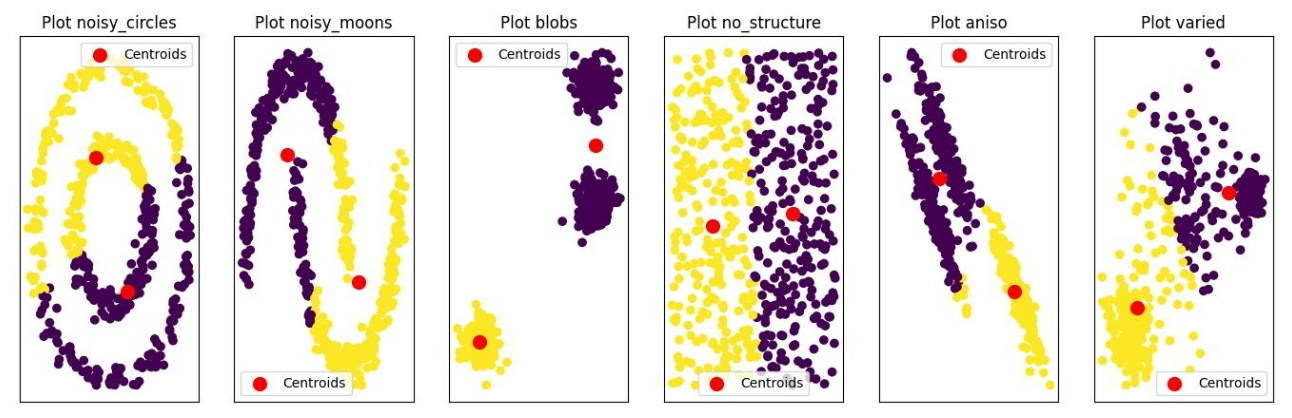 Plot noisy_circles
Centroids
Plot noisy_moons
Centroids
Plot blobs
Centroids
Plot no_structure
Centroids
Plot aniso
Centroids
Plot varied
Centroids